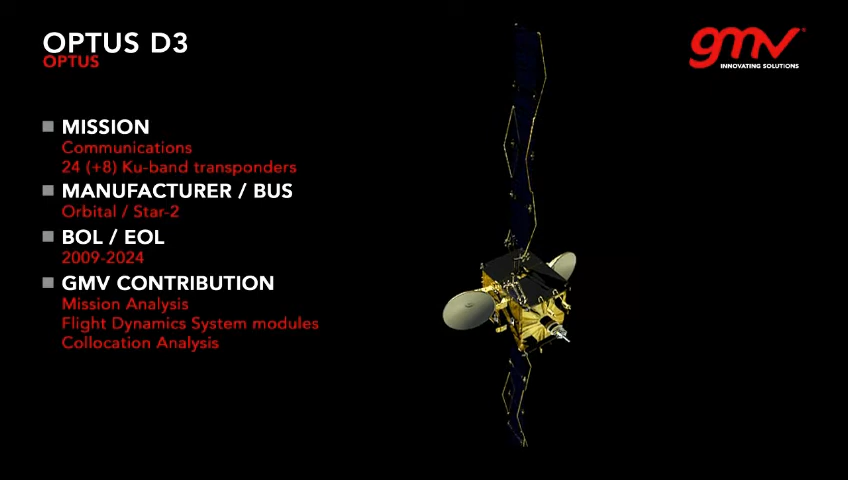 OPTUS D3
OPTUS
gmv
INNOVATING SOLUTIONS
MISSION
Communications
24 (+8) Ku-band transponders
MANUFACTURER / BUS
Orbital / Star-2
BOL / EOL
2009-2024
GMV CONTRIBUTION
Mission Analysis
Flight Dynamics System modules
Collocation Analysis